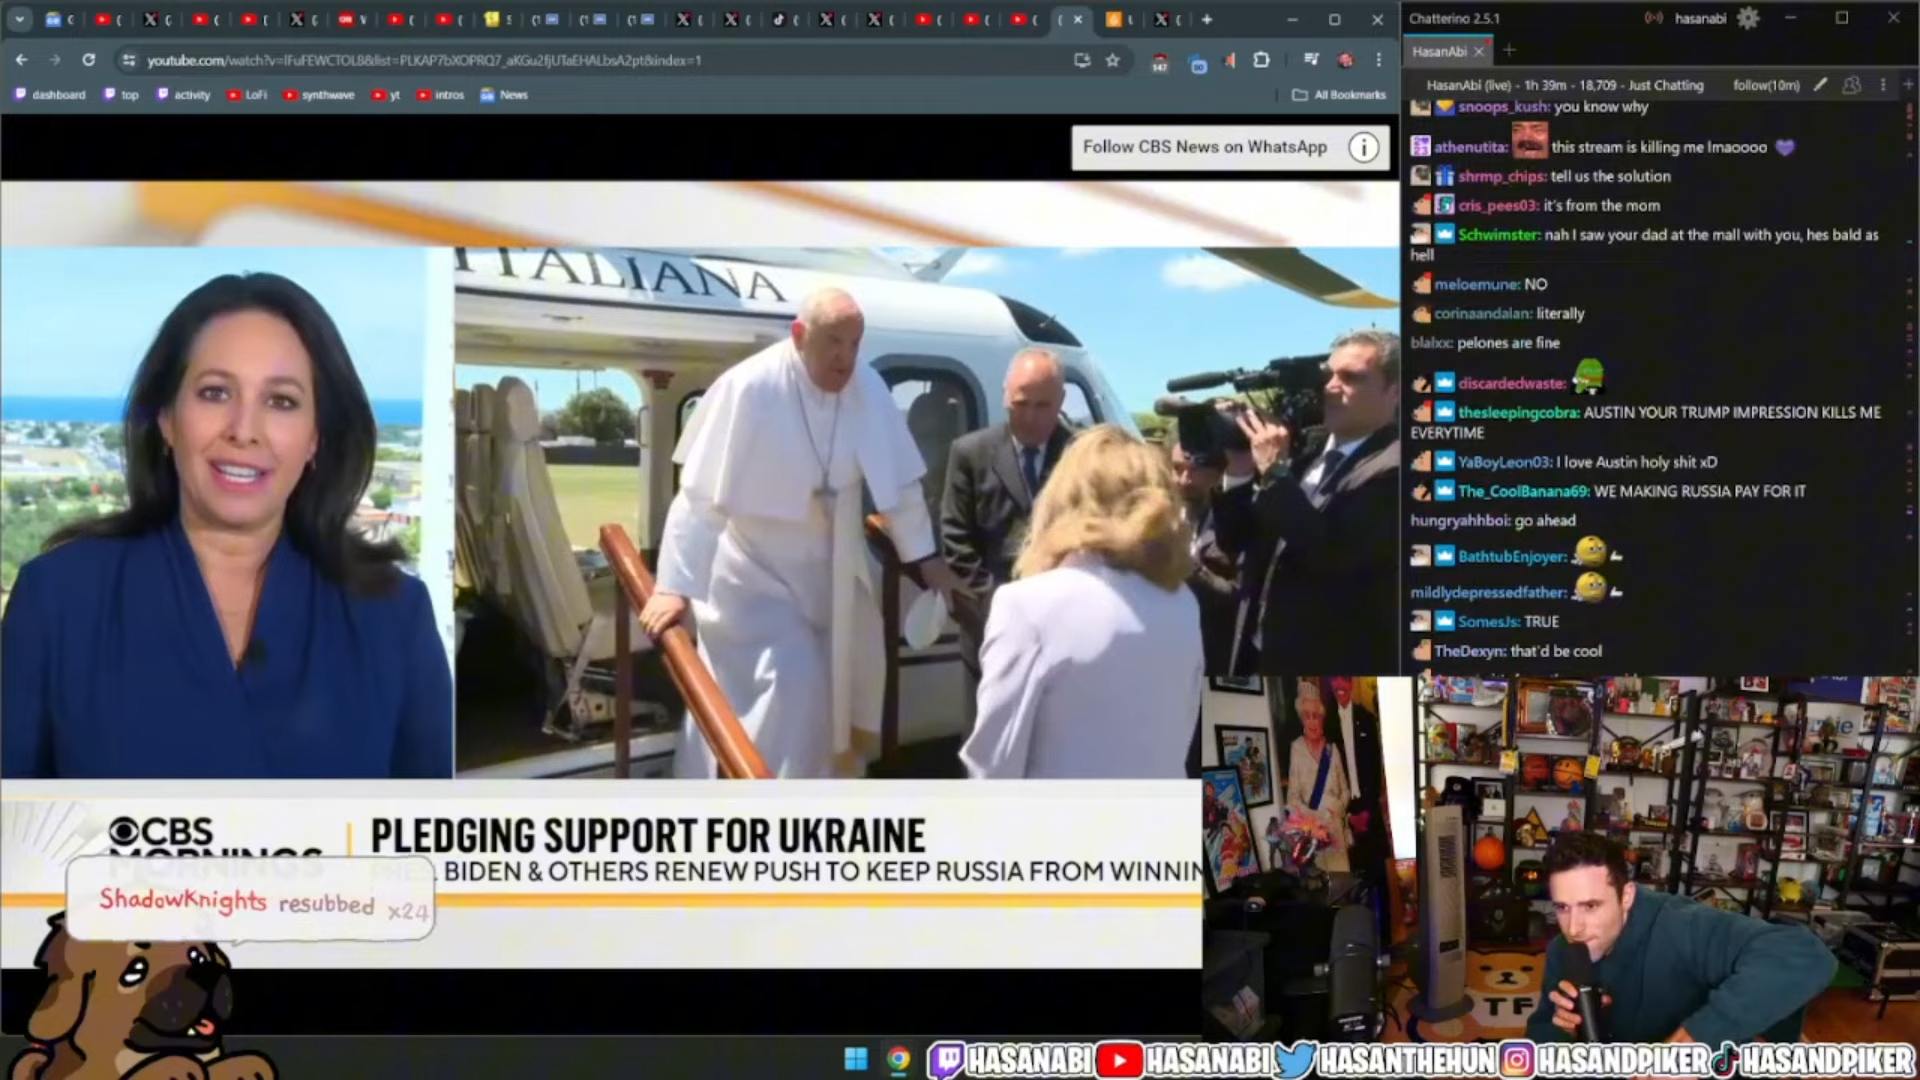 youtube.com/watch?v=lFuFEWCTOL8&list=PLKAP7bXOPRQ7_aKGu2fjUTaEHALbsA2pt&index=1
dashboard
top
activity
LoFi
synthwave
yt
intros
News
All Bookmarks
Follow CBS News on WhatsApp
ITALIANA
CBS
MORNINGS
PLEDGING SUPPORT FOR UKRAINE
BIDEN & OTHERS RENEW PUSH TO KEEP RUSSIA FROM WINNIN
ShadowKnights resubbed x24
Chatterino 2.5.1
hasanabi
HasanAbi
HasanAbi (live) - 1h 39m - 18,709 - Just Chatting
follow(10m)
snoops_kush: you know why
athenutita: this stream is killing me lmaoooo
shrmp_chips: tell us the solution
cris_pees03: it's from the mom
Schwimster: nah I saw your dad at the mall with you, hes bald as
hell
meloemune: NO
corinaandalan: literally
blalxx: pelones are fine
discardedwaste:
thesleepingcobra: AUSTIN YOUR TRUMP IMPRESSION KILLS ME
EVERYTIME
YaBoyLeon03: I love Austin holy shit xD
The_CoolBanana69: WE MAKING RUSSIA PAY FOR IT
hungryahhboi: go ahead
BathtubEnjoyer:
mildlydepressedfather:
SomesJs: TRUE
TheDexyn: that'd be cool
TF
HASANABI
HASANABI
HASANTHEHUN
HASANDPIKER
HASANDPIKER